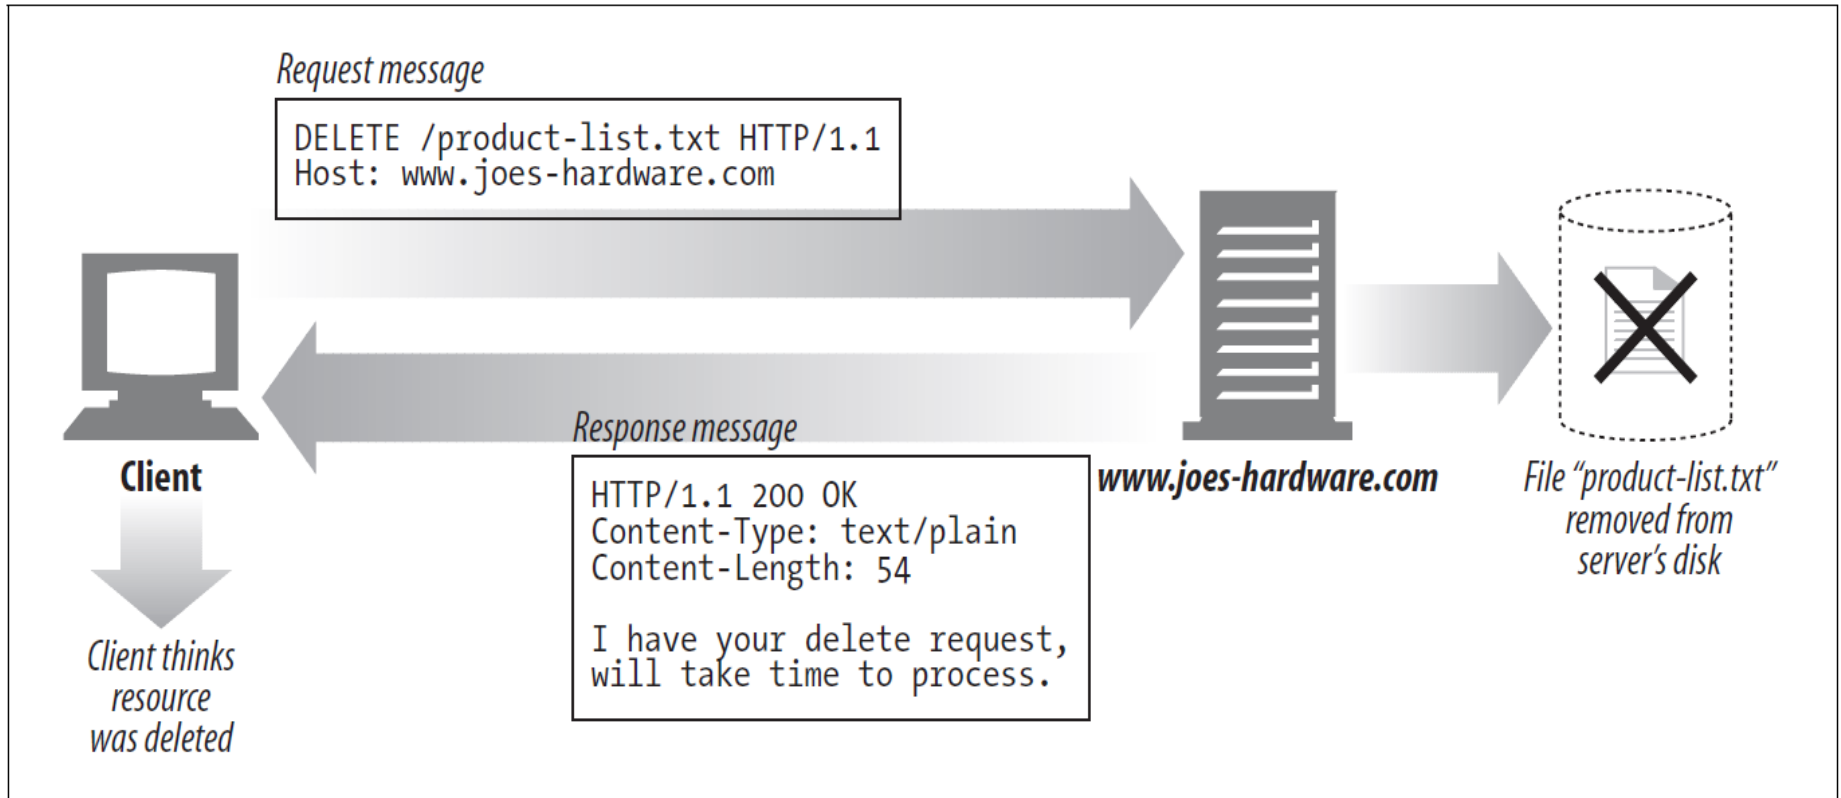 Request message
DELETE /product-list.txt HTTP/1.1
Host: www.joes-hardware.com
Client
Client thinks
resource
was deleted
Response message
HTTP/1.1 200 OK
Content-Type: text/plain
Content-Length: 54
I have your delete request,
will take time to process.
www.joes-hardware.com
File “product-list.txt”
removed from
server’s disk